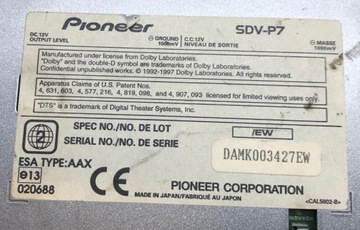 Pioneer SDV-P7
DC.12V ⊖ GROUND C.C.12V ⊖ MASSE
OUTPUT LEVEL 1000mV NIVEAU DE SORTIE 1000mV
Manufactured under license from Dolby Laboratories.
"Dolby" and the double-D symbol are trademarks of Dolby Laboratories.
Confidential unpublished works. © 1992-1997 Dolby Laboratories, Inc. All rights reserved.
Apparatus Claims of U.S. Patent Nos.
4, 631, 603, 4, 577, 216, 4, 819, 098, and 4, 907, 093 licensed for limited viewing uses only.
"DTS" is a trademark of Digital Theater Systems, Inc.
2
SPEC NO./NO. DE LOT /EW
SERIAL NO./NO. DE SERIE DAMK003427EW
ESA TYPE:AAX
e13
020688
CE
PIONEER CORPORATION
MADE IN JAPAN/FABRIQUÉ AU JAPON
<CAL5802-B>